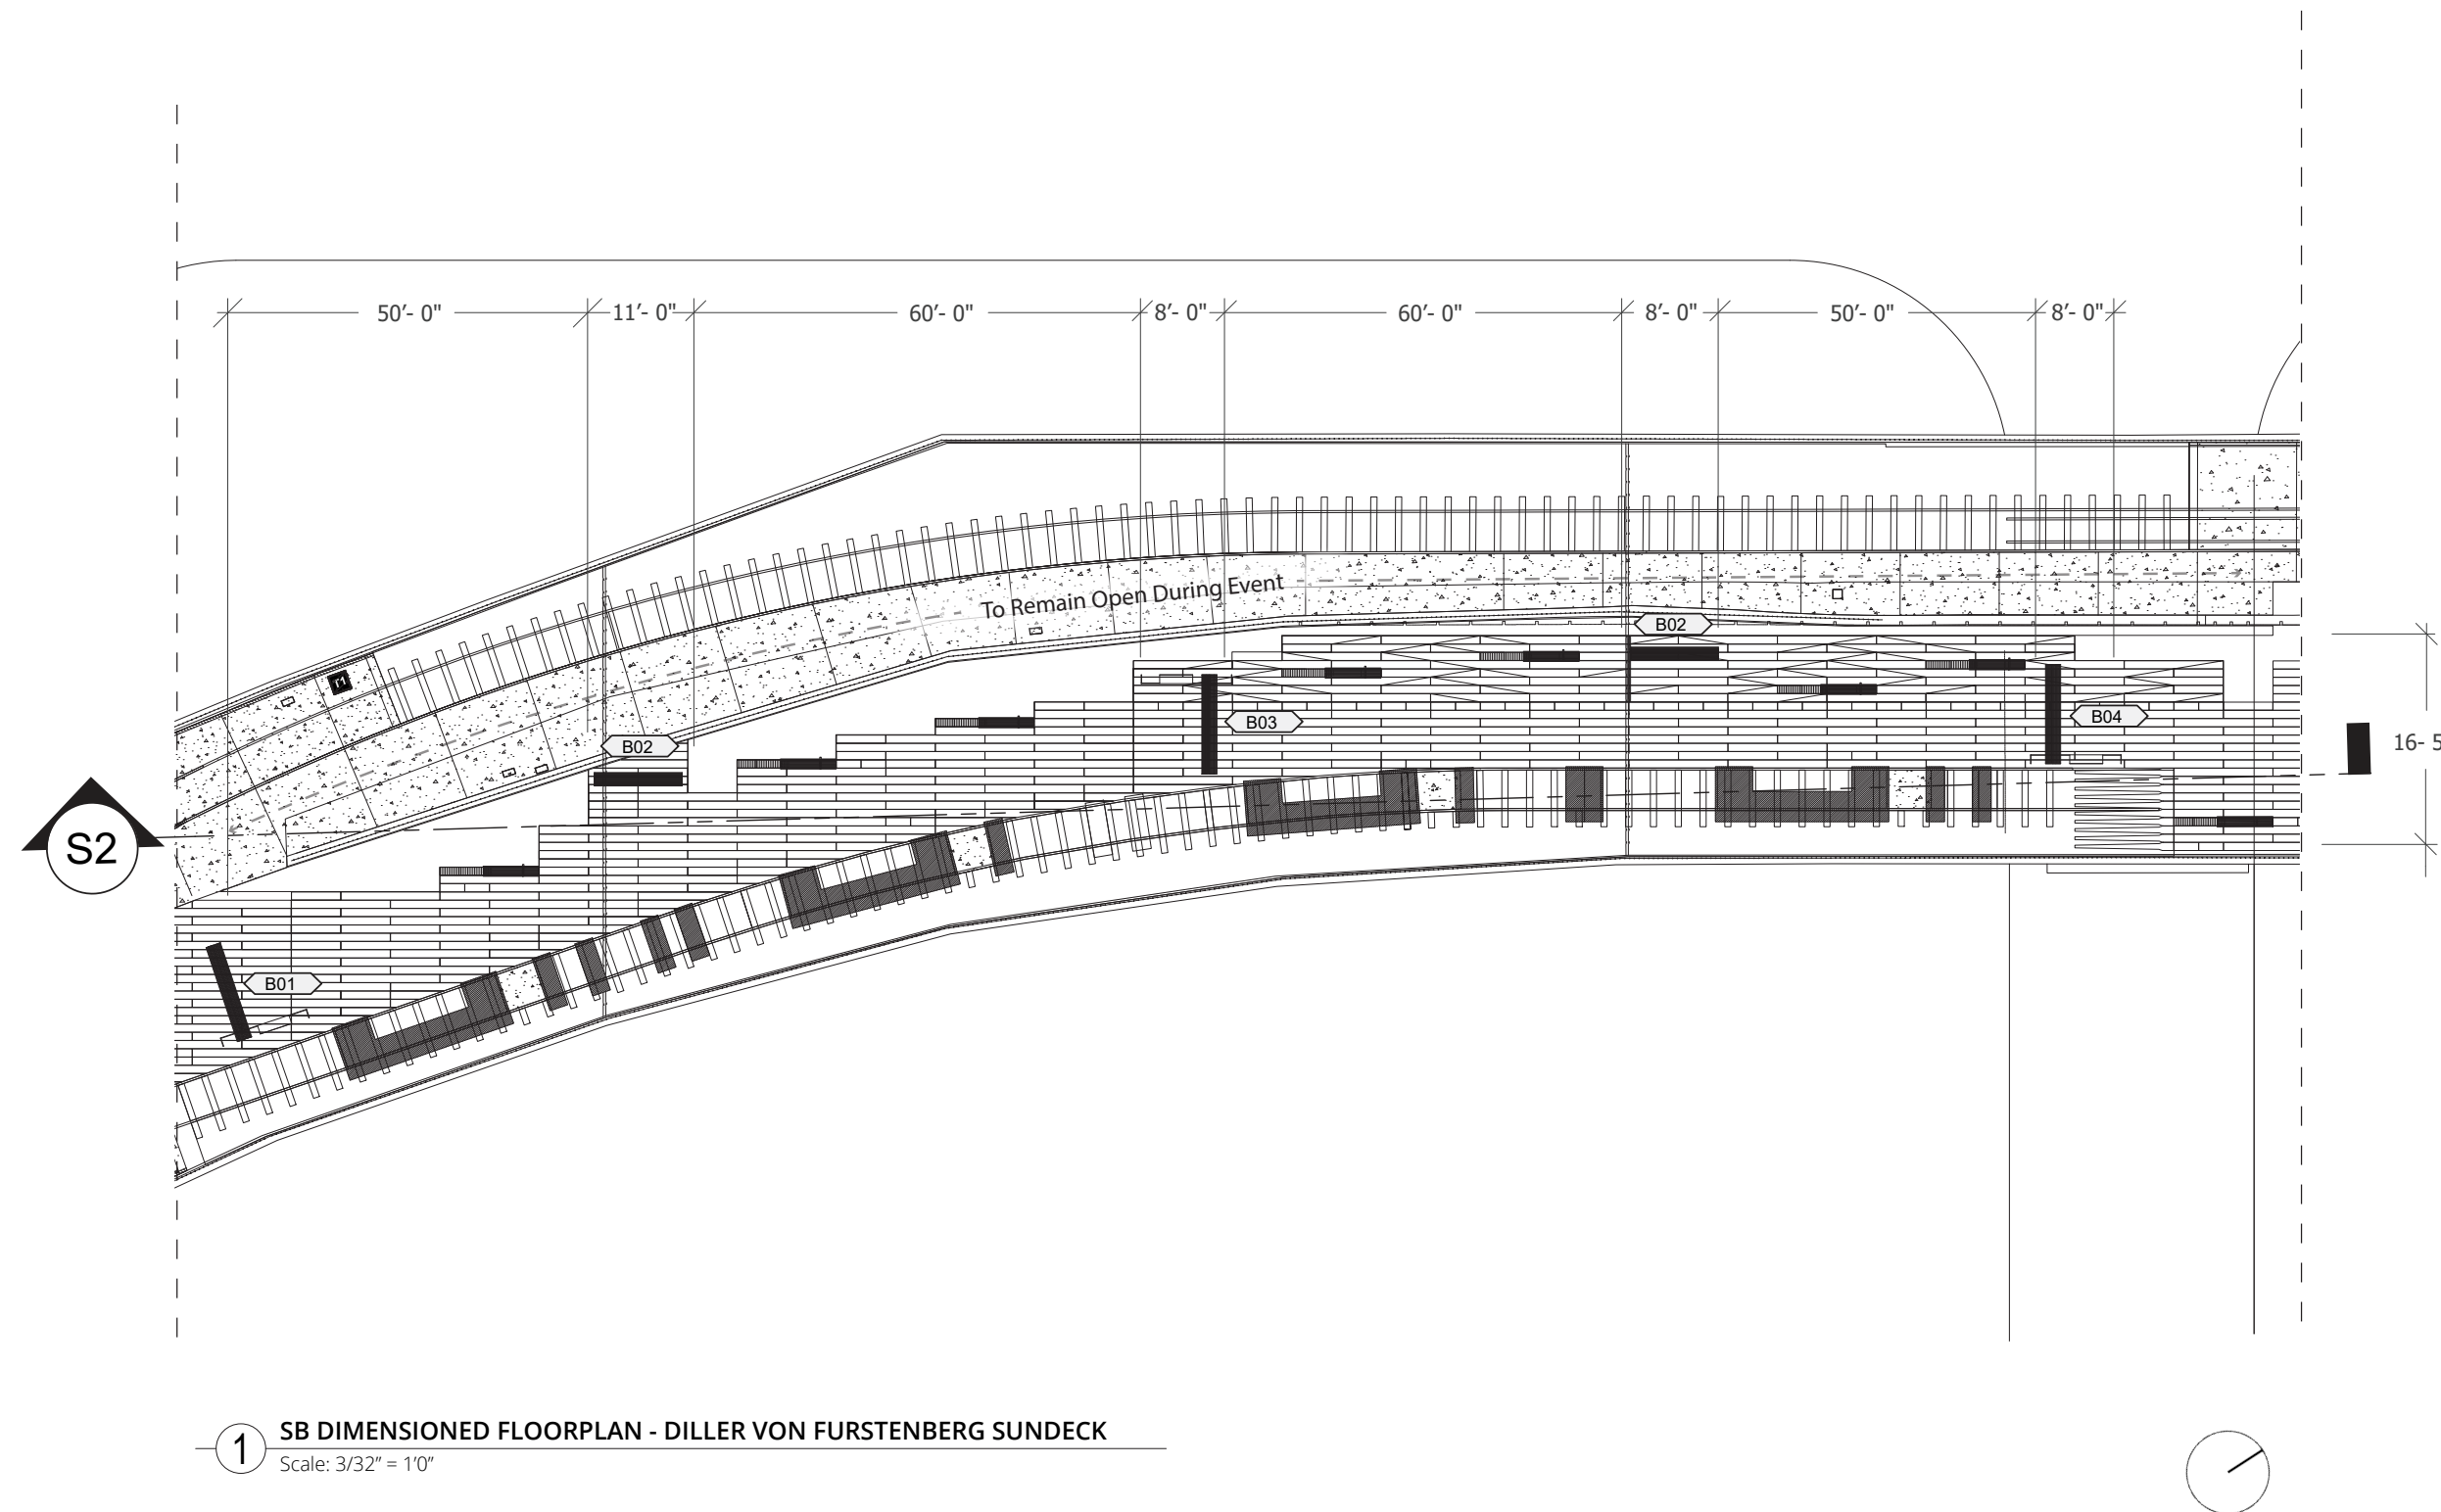 50'- 0" 11'- 0" 60'- 0" 8'- 0" 60'- 0" 8'- 0" 50'- 0" 8'- 0"
To Remain Open During Event
B02
B03
B04
B02
16- 5
S2
B01
1 SB DIMENSIONED FLOORPLAN - DILLER VON FURSTENBERG SUNDECK
Scale: 3/32” = 1’0”